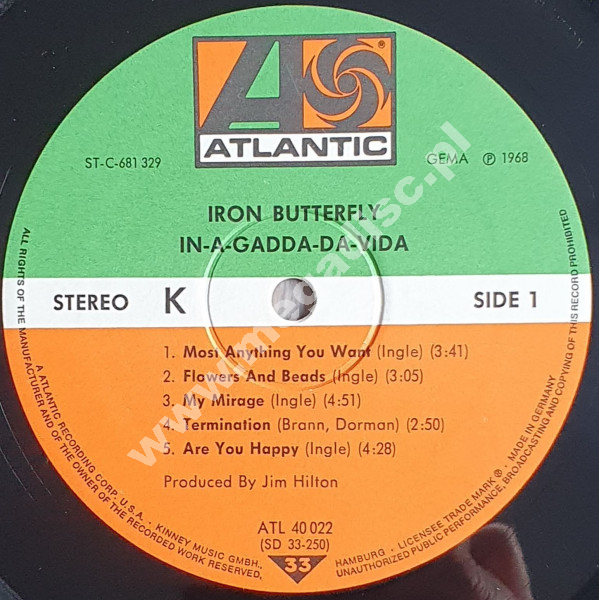 ATLANTIC
®
ST-C-681 329
GEMA ℗ 1968
IRON BUTTERFLY
IN-A-GADDA-DA-VIDA
STEREO K
SIDE 1
1. Most Anything You Want (Ingle) (3:41)
2. Flowers And Beads (Ingle) (3:05)
3. My Mirage (Ingle) (4:51)
4. Termination (Brann, Dorman) (2:50)
5. Are You Happy (Ingle) (4:28)
Produced By Jim Hilton
ATL 40 022
(SD 33-250)
33
ALL RIGHTS OF THE MANUFACTURER AND OF THE OWNER OF THE RECORDED WORK RESERVED.
UNAUTHORIZED PUBLIC PERFORMANCE, BROADCASTING AND COPYING OF THIS RECORD PROHIBITED
A ATLANTIC RECORDING CORP. U.S.A. · KINNEY MUSIC GMBH., HAMBURG · LICENSEE TRADE MARK ® · MADE IN GERMANY
www.megadisc.pl